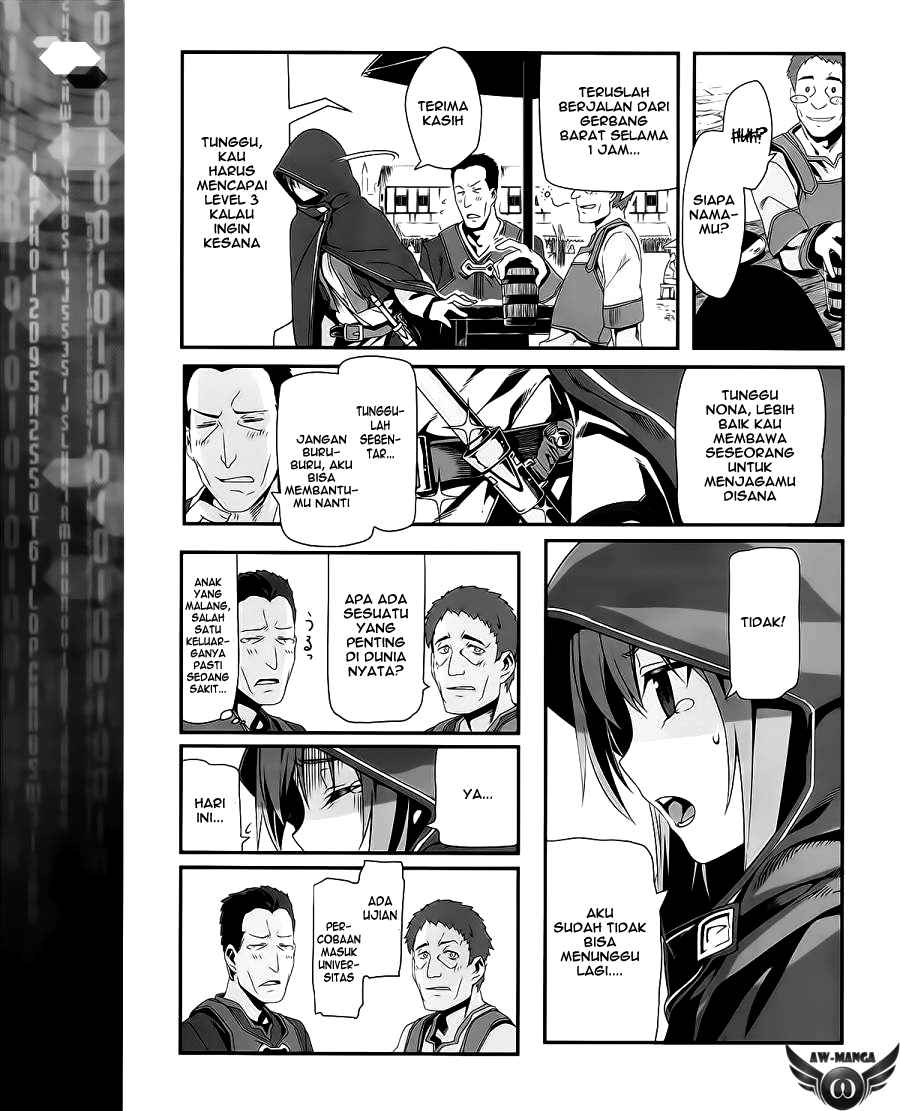 HUH?
SIAPA
NAMA-
MU?
TERUSLAH
BERJALAN DARI
GERBANG
BARAT SELAMA
1 JAM...
TERIMA
KASIH
TUNGGU,
KAU
HARUS
MENCAPAI
LEVEL 3
KALAU
INGIN
KESANA
TUNGGU
NONA, LEBIH
BAIK KAU
MEMBAWA
SESEORANG
UNTUK
MENJAGAMU
DISANA
TUNGGU-
LAH
SEBEN-
TAR...
JANGAN
BURU-
BURU, AKU
BISA
MEMBANTU-
MU NANTI
TIDAK!
AKU
SUDAH TIDAK
BISA
MENUNGGU
LAGI....
APA ADA
SESUATU
YANG
PENTING
DI DUNIA
NYATA?
ANAK
YANG
MALANG,
SALAH
SATU
KELUAR-
GANYA
PASTI
SEDANG
SAKIT...
YA...
HARI
INI...
ADA
UJIAN
PER-
COBAAN
MASUK
UNIVER-
SITAS
AW-MANGA